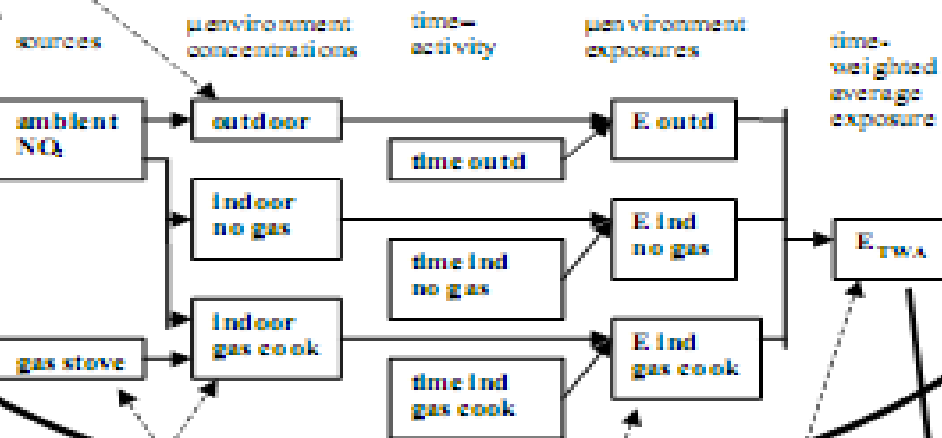 sources
μenvironment
concentrations
time-
activity
μenvironment
exposures
time-
weighted
average
exposure
ambient
NO₂
outdoor
E outd
time outd
indoor
no gas
E ind
no gas
time ind
no gas
E TWA
indoor
gas cook
E ind
gas cook
gas stove
time ind
gas cook